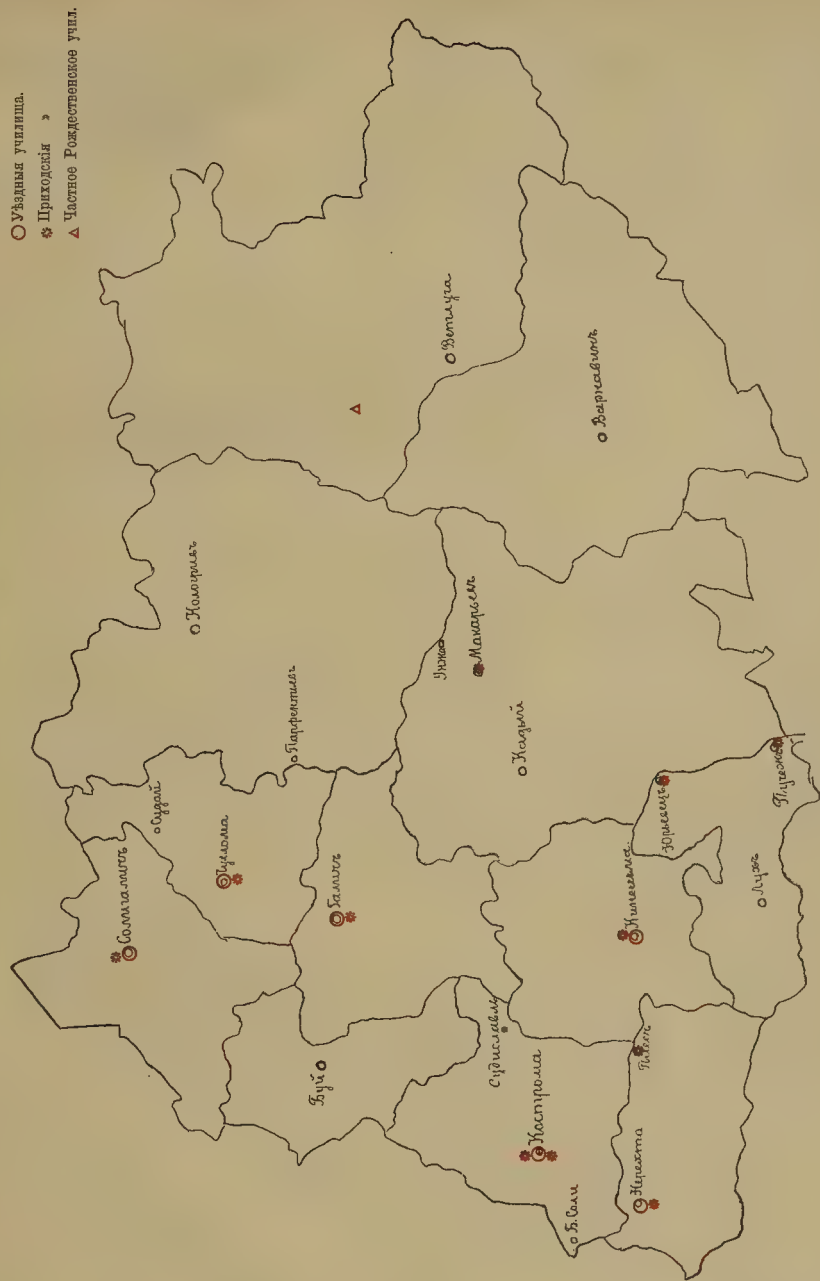 Уѣздныя училища.
Приходскія »
Частное Рождественское учил.
Солигаличъ
Судай
Чухлома
Кологривъ
Парфентьевъ
Галичъ
Буй
Ветлуга
Унжа
Макарьевъ
Варнавинъ
Кадый
Судиславль
Кострома
Б. Соли
Кинешма
Юрьевецъ
Плесъ
Нерехта
Лухъ
Пучежъ